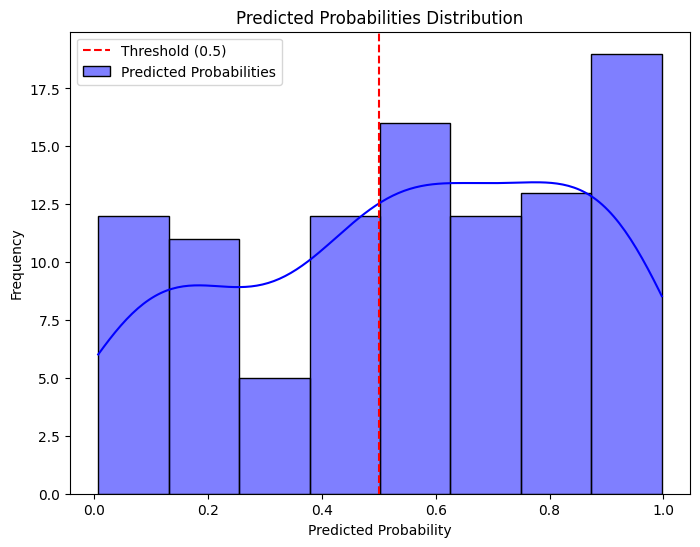 Predicted Probabilities Distribution
Threshold (0.5)
Predicted Probabilities
17.5
15.0
12.5
10.0
7.5
5.0
2.5
0.0
Frequency
0.0 0.2 0.4 0.6 0.8 1.0
Predicted Probability